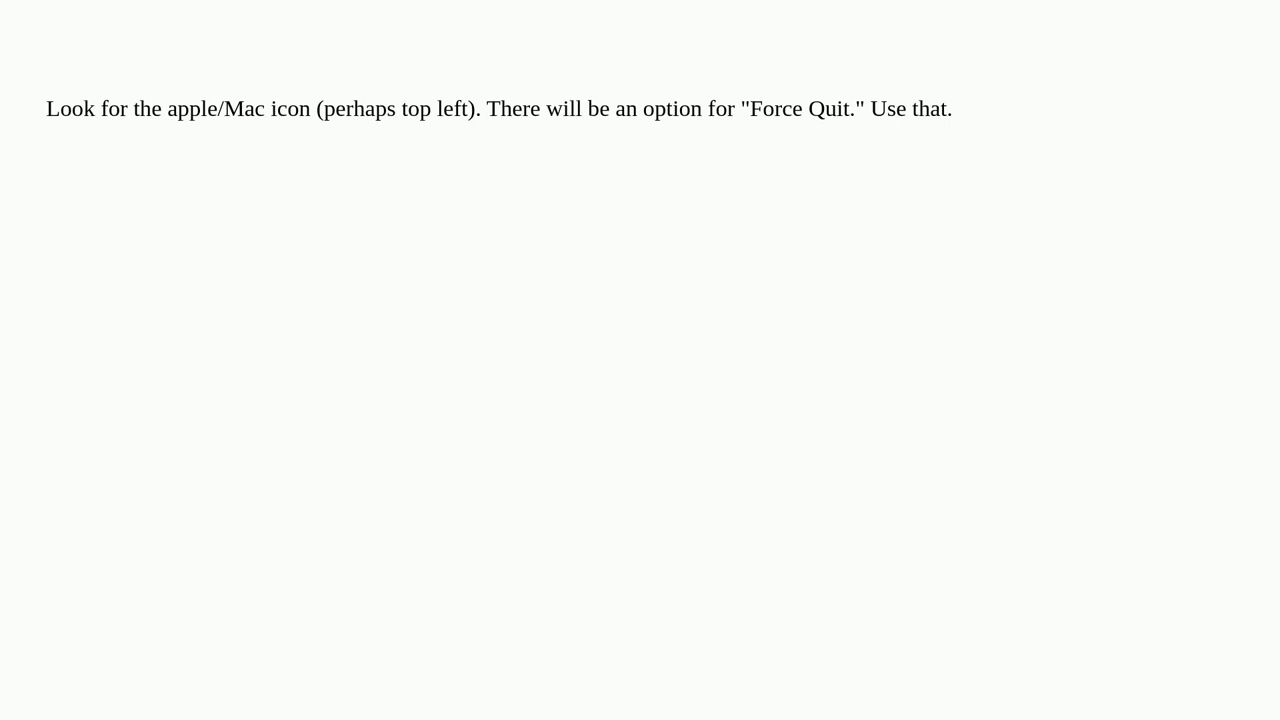 Look for the apple/Mac icon (perhaps top left). There will be an option for "Force Quit." Use that.